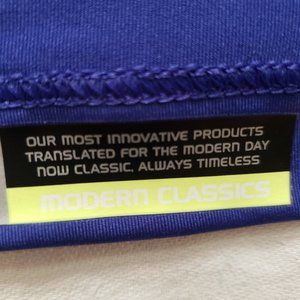 OUR MOST INNOVATIVE PRODUCTS
TRANSLATED FOR THE MODERN DAY
NOW CLASSIC, ALWAYS TIMELESS
MODERN CLASSICS